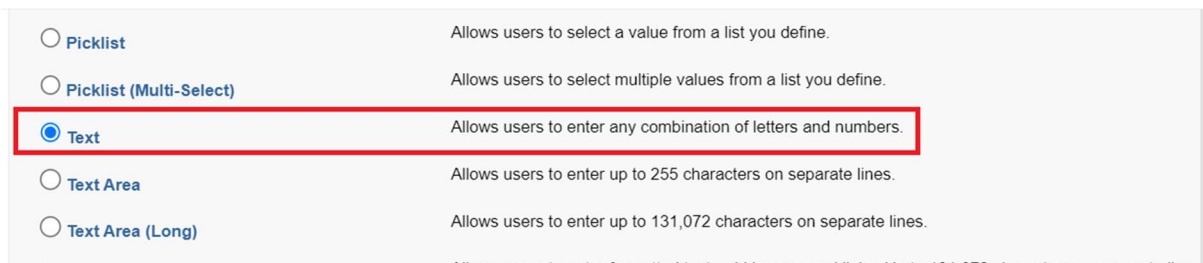 Picklist Allows users to select a value from a list you define.
Picklist (Multi-Select) Allows users to select multiple values from a list you define.
Text Allows users to enter any combination of letters and numbers.
Text Area Allows users to enter up to 255 characters on separate lines.
Text Area (Long) Allows users to enter up to 131,072 characters on separate lines.